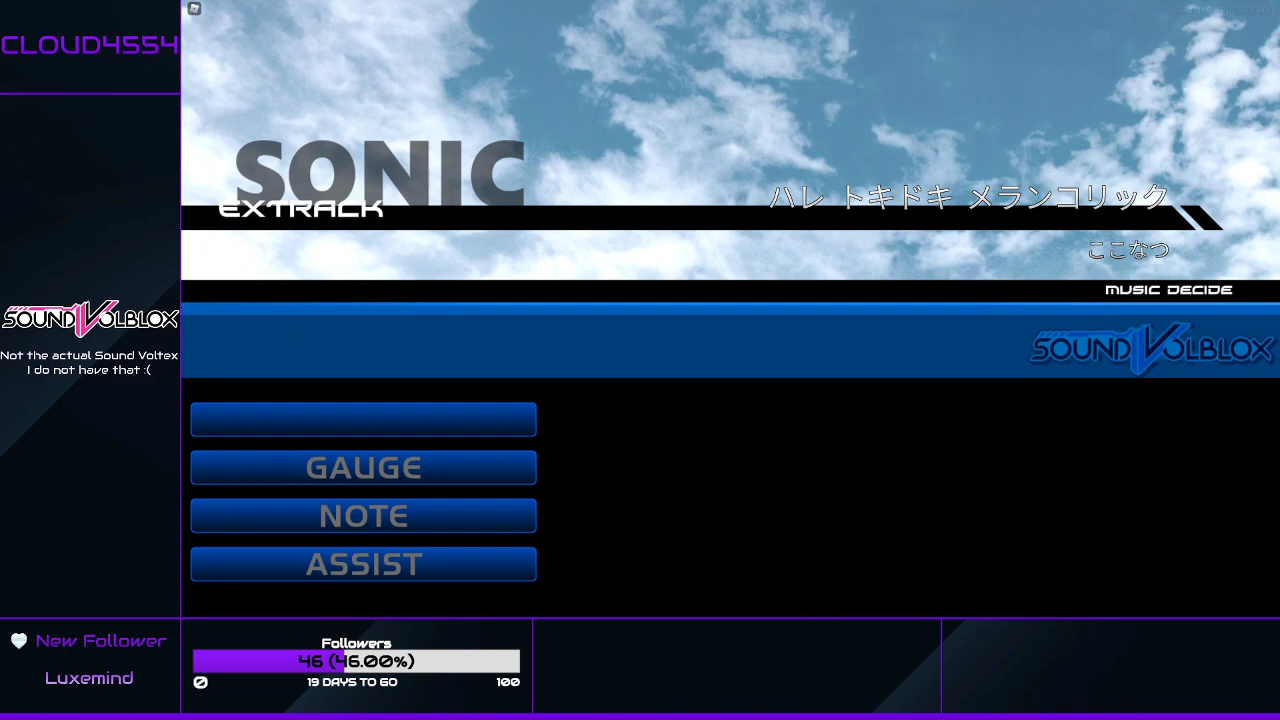 CLOUD4554
SONIC
EXTRACK
ハレ トキドキ メランコリック
ここなつ
MUSIC DECIDE
SOUND VOLBLOX
SOUND VOLBLOX
Not the actual Sound Voltex
I do not have that :(
GAUGE
NOTE
ASSIST
New Follower
Luxemind
Followers
46 (46.00%)
0 19 DAYS TO GO 100